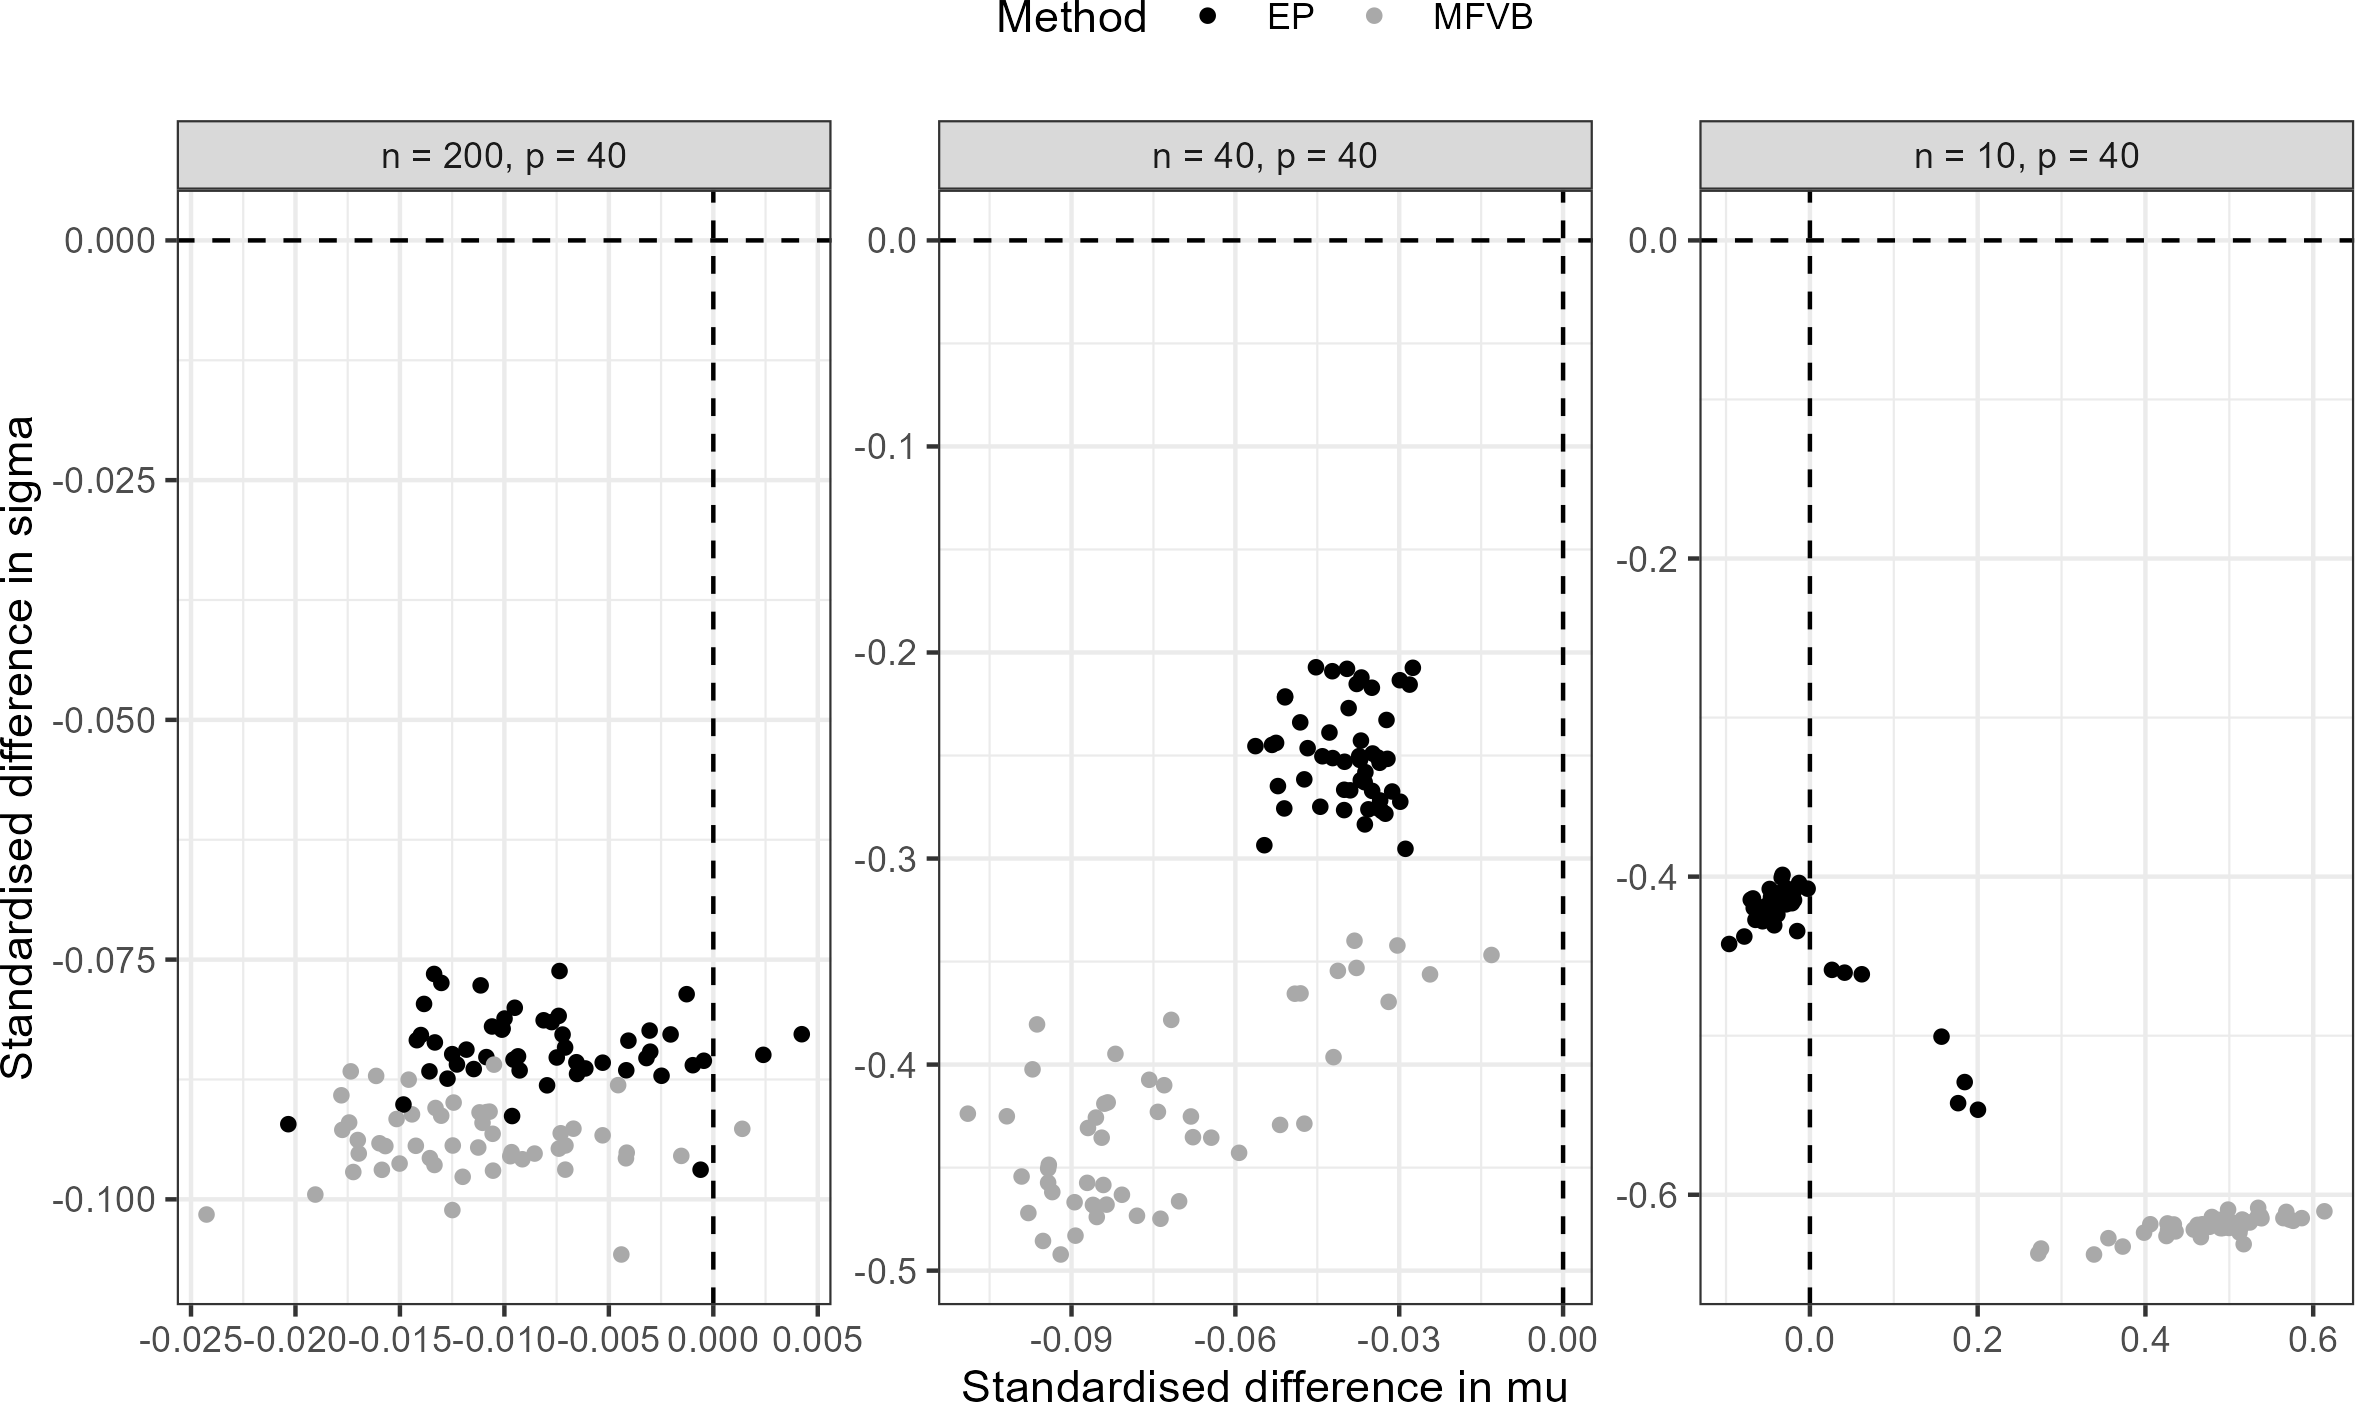 Method EP MFVB
n = 200, p = 40
n = 40, p = 40
n = 10, p = 40
Standardised difference in sigma
0.000
-0.025
-0.050
-0.075
-0.100
-0.025 -0.020 -0.015 -0.010 -0.005 0.000 0.005
0.0
-0.1
-0.2
-0.3
-0.4
-0.5
-0.09 -0.06 -0.03 0.00
0.0
-0.2
-0.4
-0.6
0.0 0.2 0.4 0.6
Standardised difference in mu